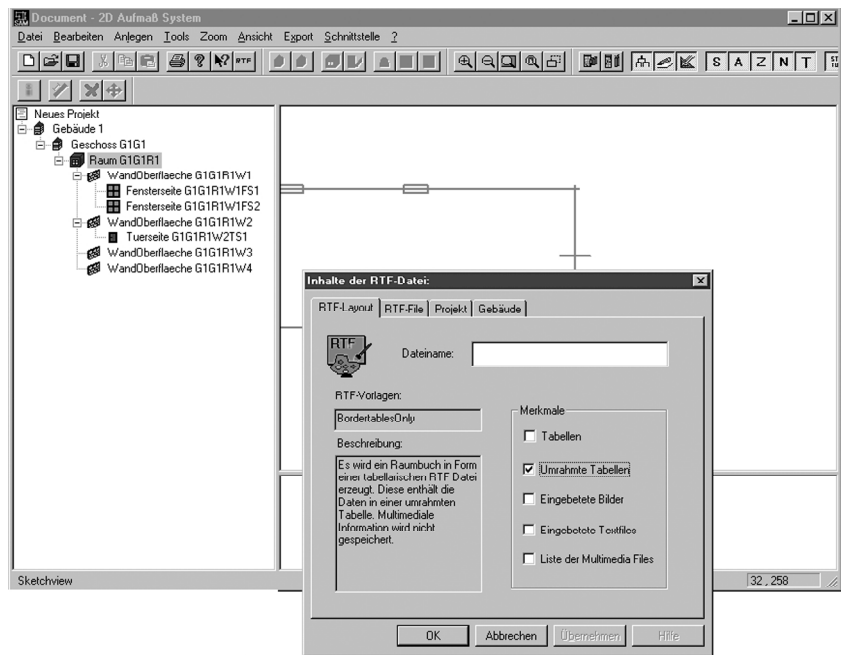 Document - 2D Aufmaß System
Datei Bearbeiten Anlegen Tools Zoom Ansicht Export Schnittstelle ?
RTF S A Z N T ST
Neues Projekt
Gebäude 1
Geschoss G1G1
Raum G1G1R1
WandOberflaeche G1G1R1W1
Fensterseite G1G1R1W1FS1
Fensterseite G1G1R1W1FS2
WandOberflaeche G1G1R1W2
Tuerseite G1G1R1W2TS1
WandOberflaeche G1G1R1W3
WandOberflaeche G1G1R1W4
Inhalte der RTF-Datei:
RTF-Layout RTF-File Projekt Gebäude
RTF
Dateiname:
RTF-Vorlagen:
BordertablesOnly
Beschreibung:
Es wird ein Raumbuch in Form
einer tabellarischen RTF Datei
erzeugt. Diese enthält die
Daten in einer umrahmten
Tabelle. Multimediale
Information wird nicht
gespeichert.
Merkmale
Tabellen
Umrahmte Tabellen
Eingebetete Bilder
Eingebetete Textfiles
Liste der Multimedia Files
Sketchview
32 , 258
OK Abbrechen Übernehmen Hilfe